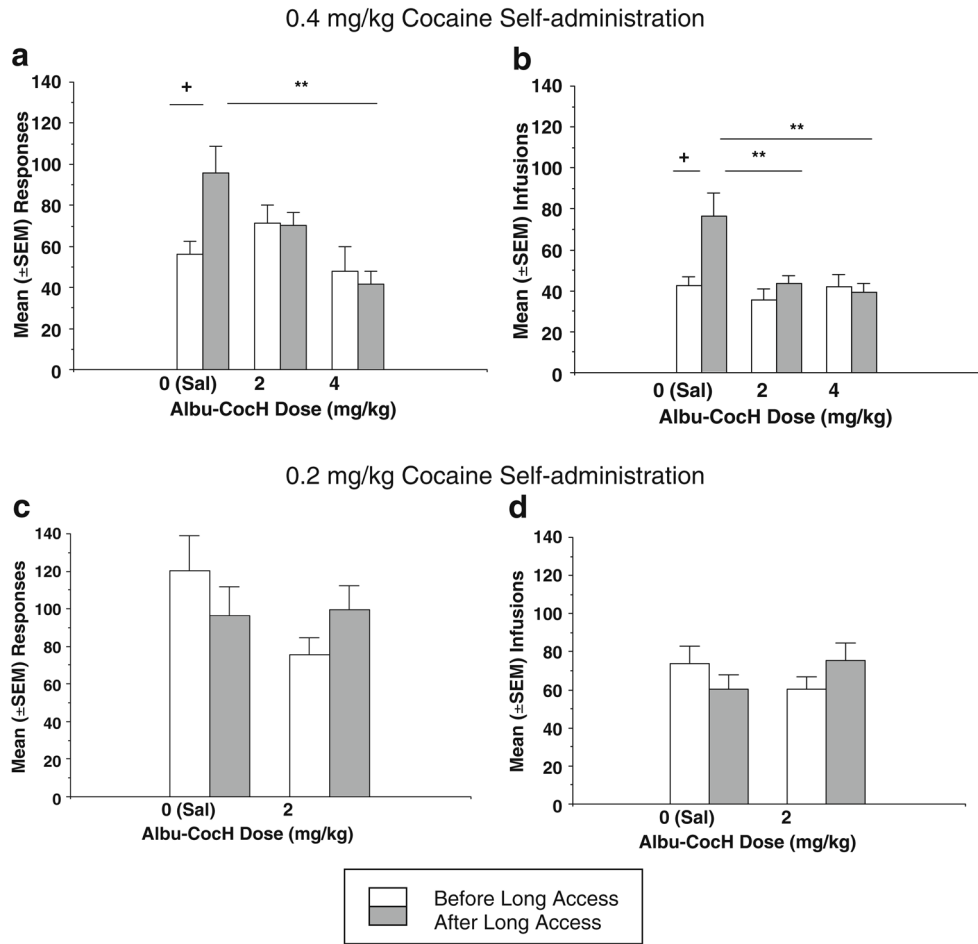 0.4 mg/kg Cocaine Self-administration
a
140
120
100
80
60
40
20
0
Mean (±SEM) Responses
+
**
0 (Sal) 2 4
Albu-CocH Dose (mg/kg)
b
140
120
100
80
60
40
20
0
Mean (±SEM) Infusions
+
**
**
0 (Sal) 2 4
Albu-CocH Dose (mg/kg)
0.2 mg/kg Cocaine Self-administration
c
140
120
100
80
60
40
20
0
Mean (±SEM) Responses
0 (Sal) 2
Albu-CocH Dose (mg/kg)
d
140
120
100
80
60
40
20
0
Mean (±SEM) Infusions
0 (Sal) 2
Albu-CocH Dose (mg/kg)
Before Long Access
After Long Access